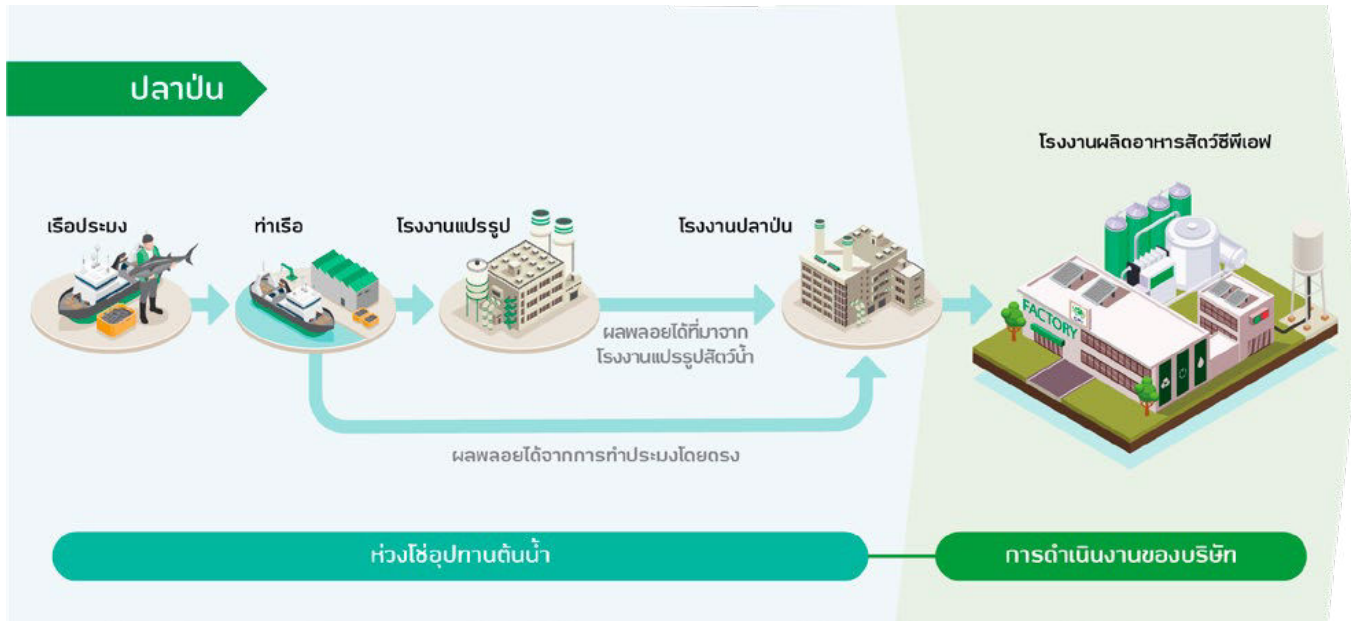 ปลาป่น
โรงงานผลิตอาหารสัตว์ซีพีเอฟ
เรือประมง
ท่าเรือ
โรงงานแปรรูป
โรงงานปลาป่น
FACTORY
ผลพลอยได้ที่มาจาก
โรงงานแปรรูปสัตว์น้ำ
ผลพลอยได้จากการทำประมงโดยตรง
ห่วงโซ่อุปทานต้นน้ำ
การดำเนินงานของบริษัท